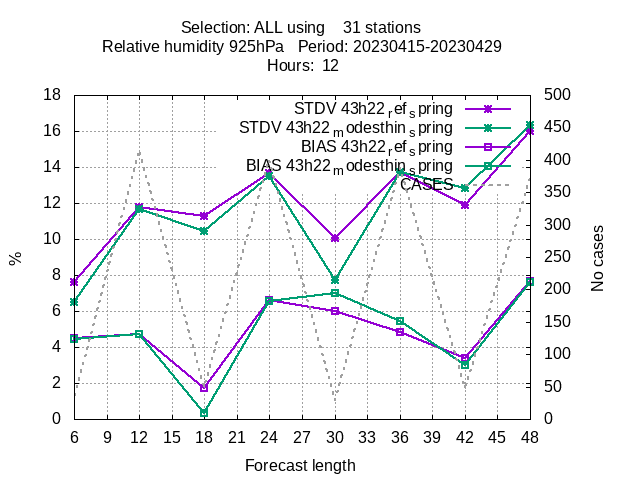 Selection: ALL using    31 stations
Relative humidity 925hPa   Period: 20230415-20230429
Hours:  12
STDV 43h22_ref_spring
STDV 43h22_modesthin_spring
BIAS 43h22_ref_spring
BIAS 43h22_modesthin_spring
CASES
18
16
14
12
10
8
6
4
2
0
%
500
450
400
350
300
250
200
150
100
50
0
No cases
6 9 12 15 18 21 24 27 30 33 36 39 42 45 48
Forecast length